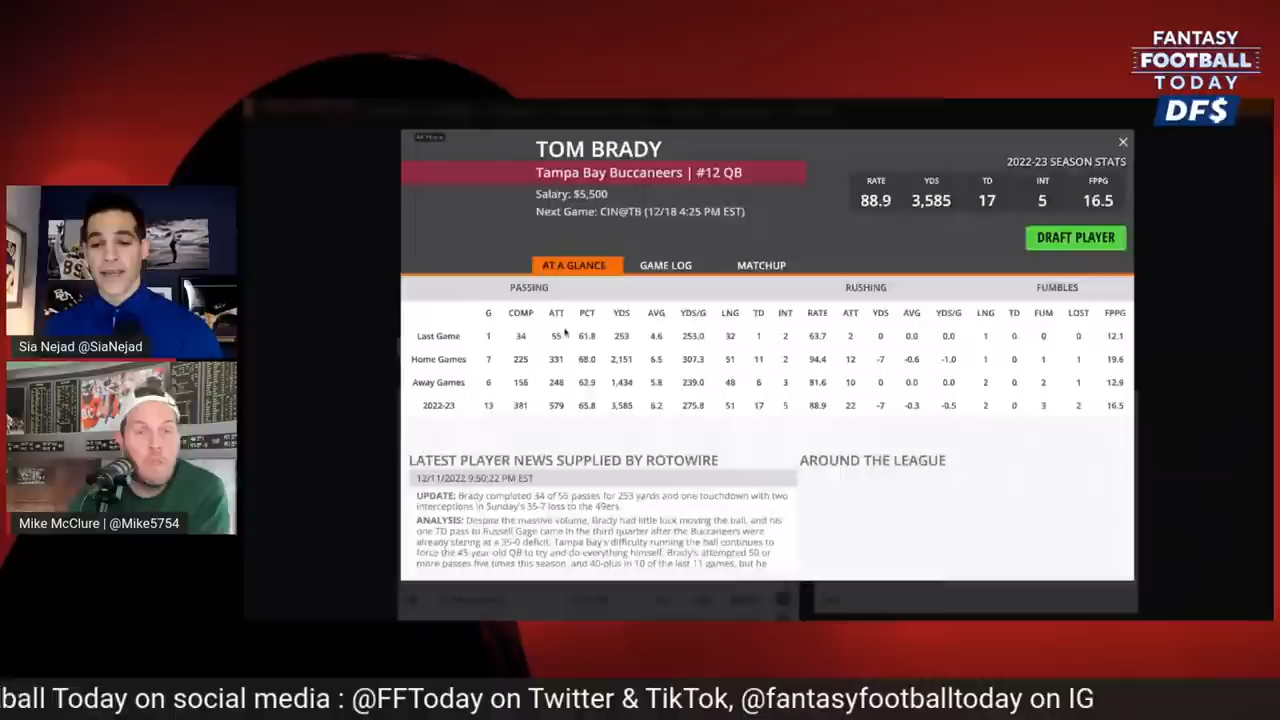 FANTASY
FOOTBALL
TODAY
DF$
TOM BRADY
Tampa Bay Buccaneers | #12 QB
Salary: $5,500
Next Game: CIN@TB (12/18 4:25 PM EST)
2022-23 SEASON STATS
RATE YDS TD INT FPPG
88.9 3,585 17 5 16.5
DRAFT PLAYER
AT A GLANCE GAME LOG MATCHUP
PASSING RUSHING FUMBLES
G COMP ATT PCT YDS AVG YDS/G LNG TD INT RATE ATT YDS AVG YDS/G LNG TD FUM LOST FPPG
Last Game 1 34 55 61.8 253 4.6 253.0 32 1 2 63.7 2 0 0.0 0.0 1 0 0 0 12.1
Home Games 7 225 331 68.0 2,151 6.5 307.3 51 11 2 94.4 12 -7 -0.6 -1.0 1 0 1 1 19.6
Away Games 6 156 248 62.9 1,434 5.8 239.0 48 6 3 81.6 10 0 0.0 0.0 2 0 2 1 12.9
2022-23 13 381 579 65.8 3,585 6.2 275.8 51 17 5 88.9 22 -7 -0.3 -0.5 2 0 3 2 16.5
LATEST PLAYER NEWS SUPPLIED BY ROTOWIRE
AROUND THE LEAGUE
12/11/2022 9:50:22 PM EST
UPDATE: Brady completed 34 of 55 passes for 253 yards and one touchdown with two
interceptions in Sunday's 35-7 loss to the 49ers.
ANALYSIS: Despite the massive volume, Brady had little luck moving the ball, and his
one TD pass to Russell Gage came in the third quarter after the Buccaneers were
already staring at a 35-0 deficit. Tampa Bay's difficulty running the ball continues to
force the 45-year-old QB to try and do everything himself. Brady's attempted 50 or
more passes five times this season, and 40-plus in 10 of the last 11 games, but he
Sia Nejad @SiaNejad
Mike McClure | @Mike5754
ball Today on social media : @FFToday on Twitter & TikTok, @fantasyfootballtoday on IG